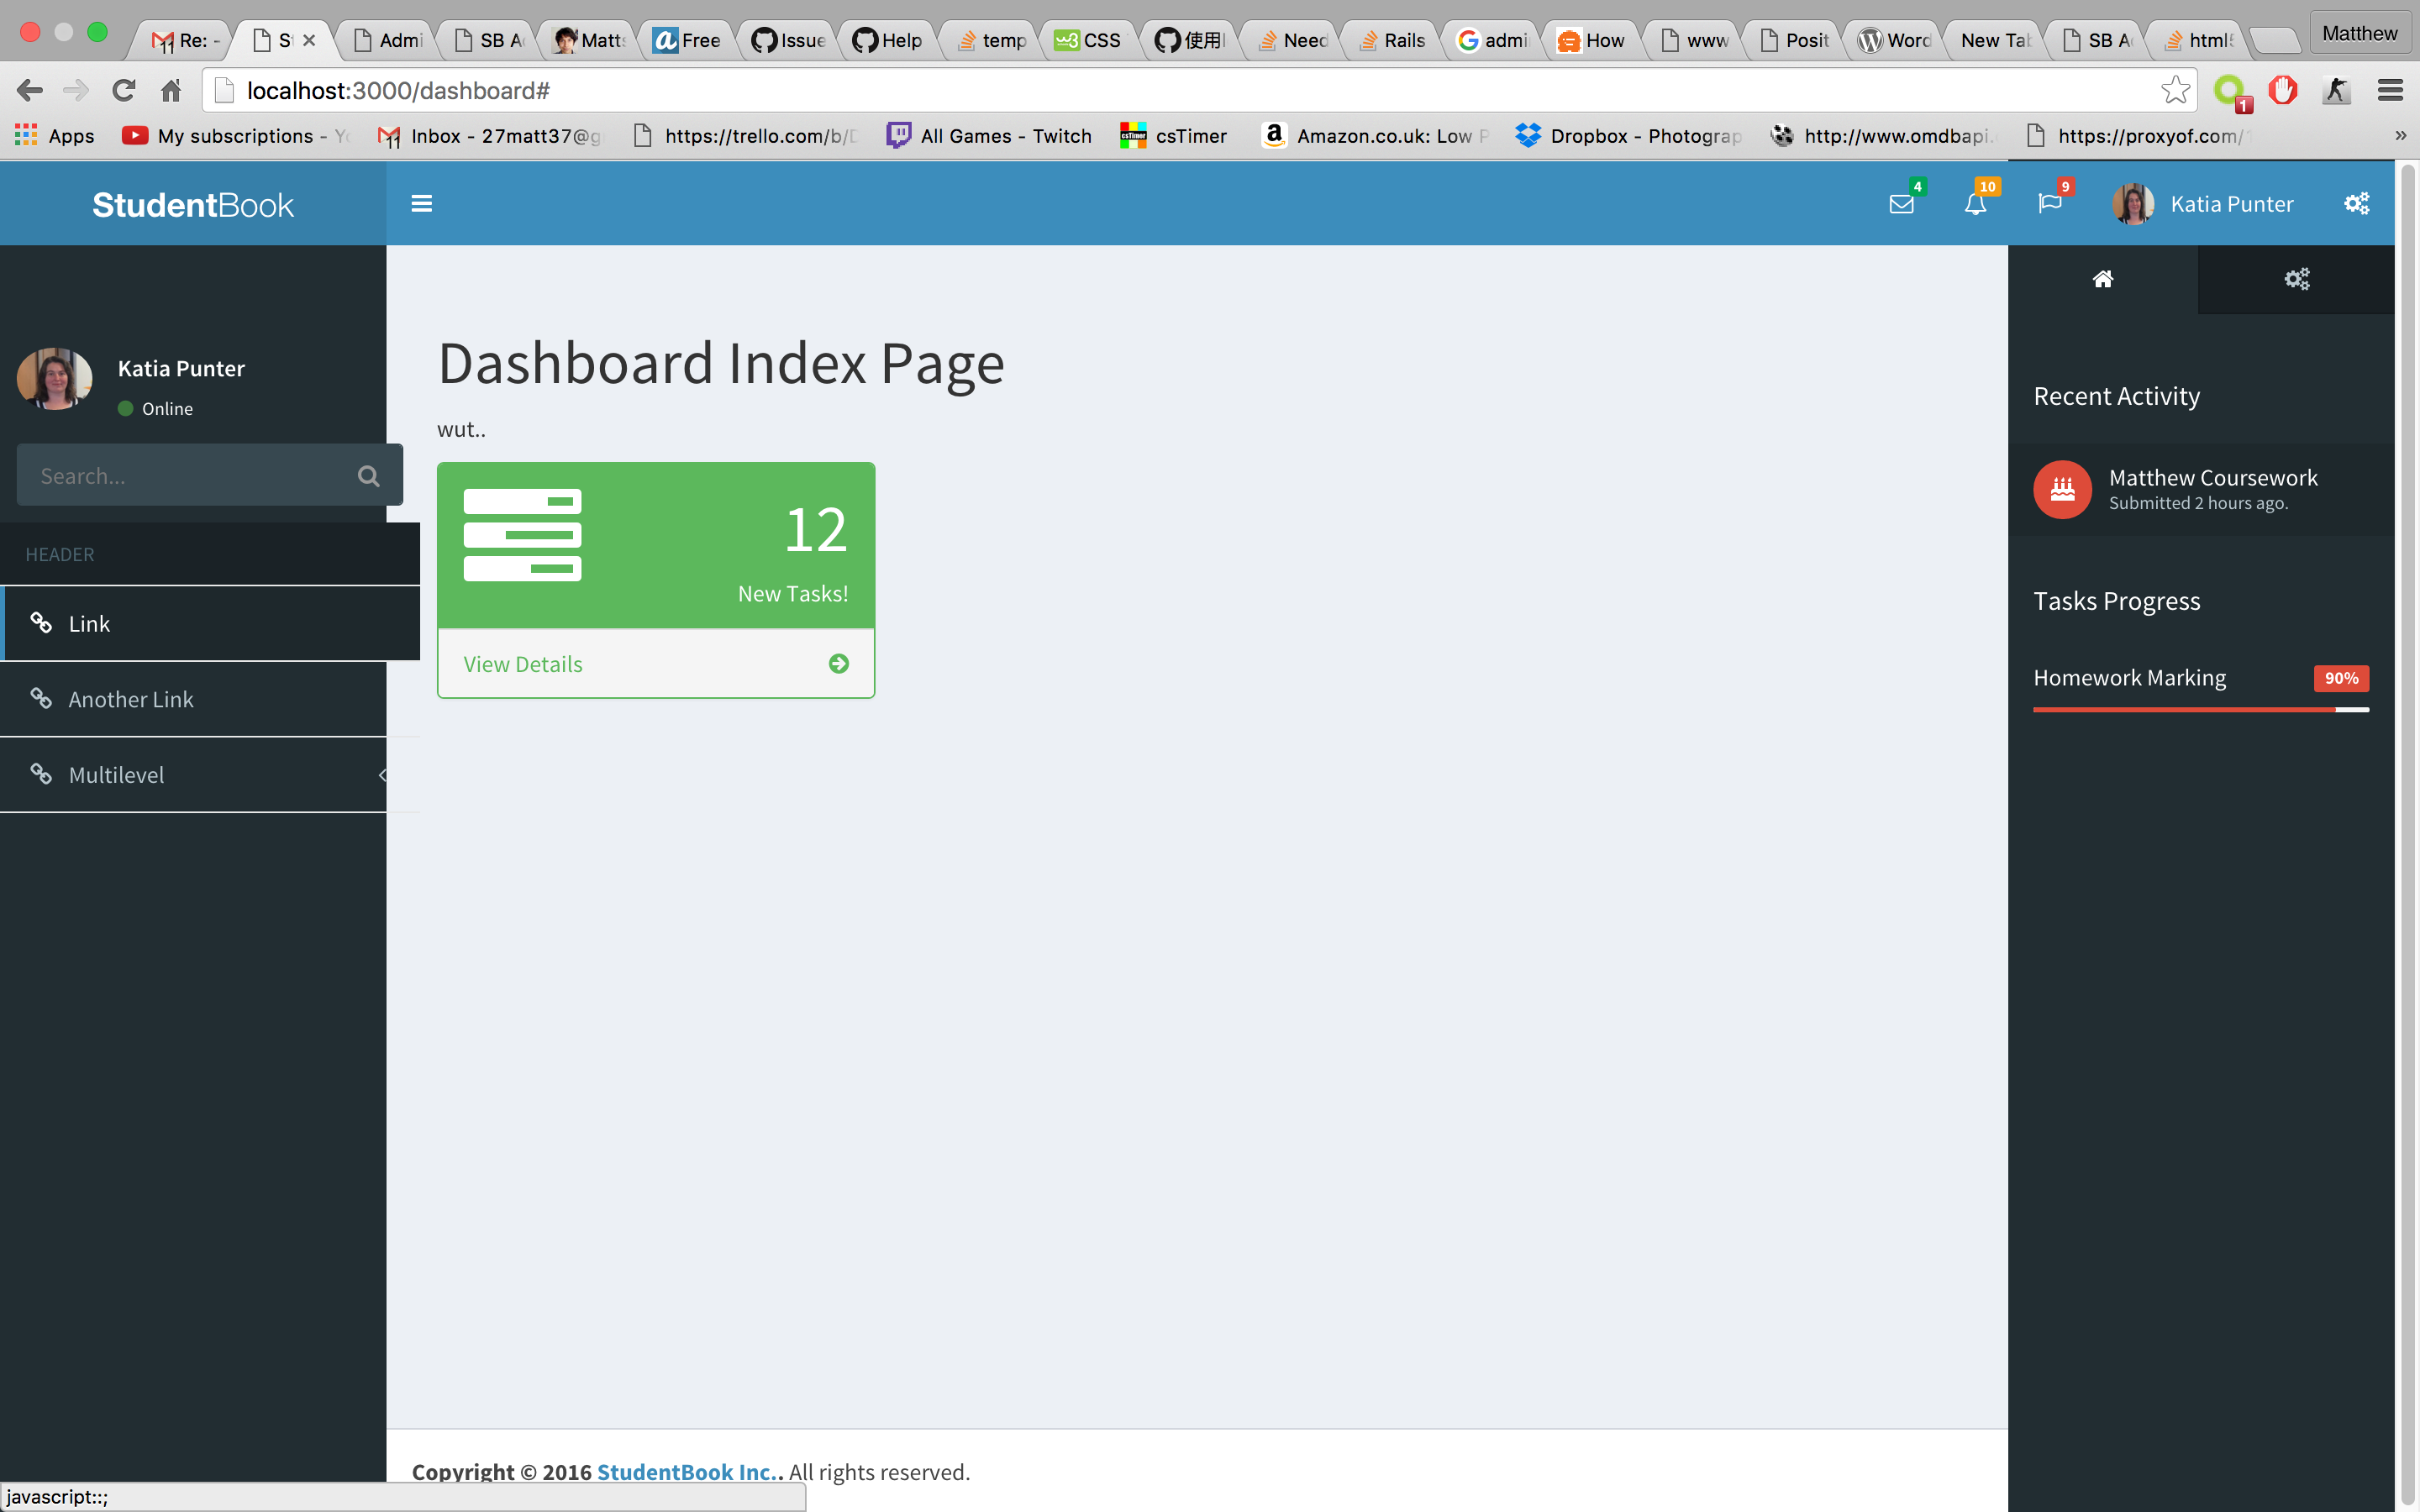 Re: -
St
Admi
SB A
Matts
Free
Issue
Help
temp
CSS
使用
Need
Rails
admi
How
www
Posit
Word
New Tab
SB A
html5
Matthew
localhost:3000/dashboard#
1
Apps
My subscriptions - Yo
Inbox - 27matt37@g
https://trello.com/b/D
All Games - Twitch
csTimer
Amazon.co.uk: Low P
Dropbox - Photograp
http://www.omdbapi.
https://proxyof.com/
»
StudentBook
4
10
9
Katia Punter
Katia Punter
Online
Search...
HEADER
Link
Another Link
Multilevel
Dashboard Index Page
wut..
12
New Tasks!
View Details
Recent Activity
Matthew Coursework
Submitted 2 hours ago.
Tasks Progress
Homework Marking
90%
Copyright © 2016 StudentBook Inc.. All rights reserved.
javascript::;